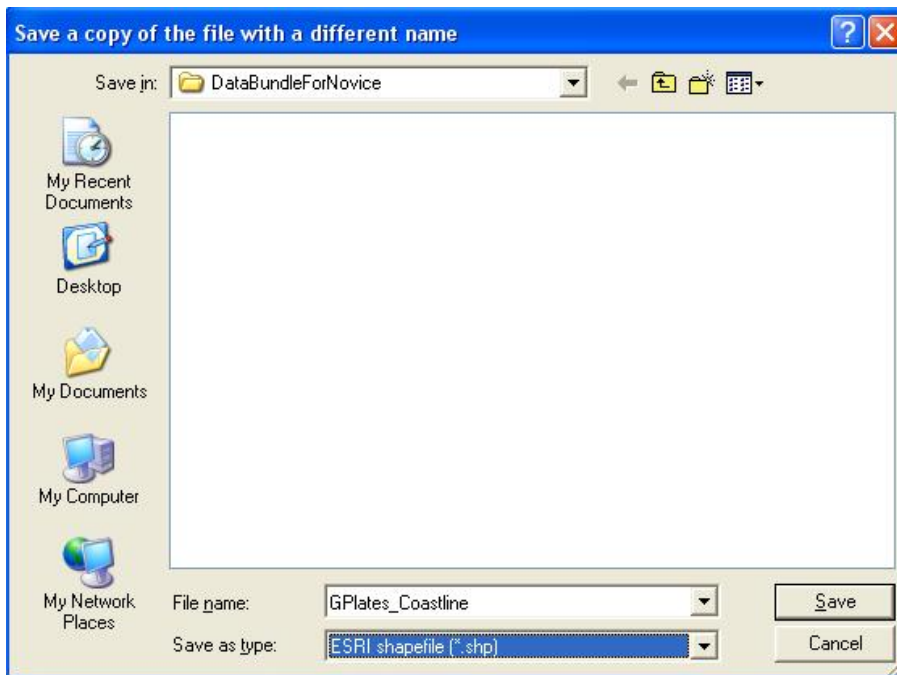 Save a copy of the file with a different name
Save in:
DataBundleForNovice
My Recent
Documents
Desktop
My Documents
My Computer
My Network
Places
File name:
GPlates_Coastline
Save
Save as type:
ESRI shapefile (*.shp)
Cancel